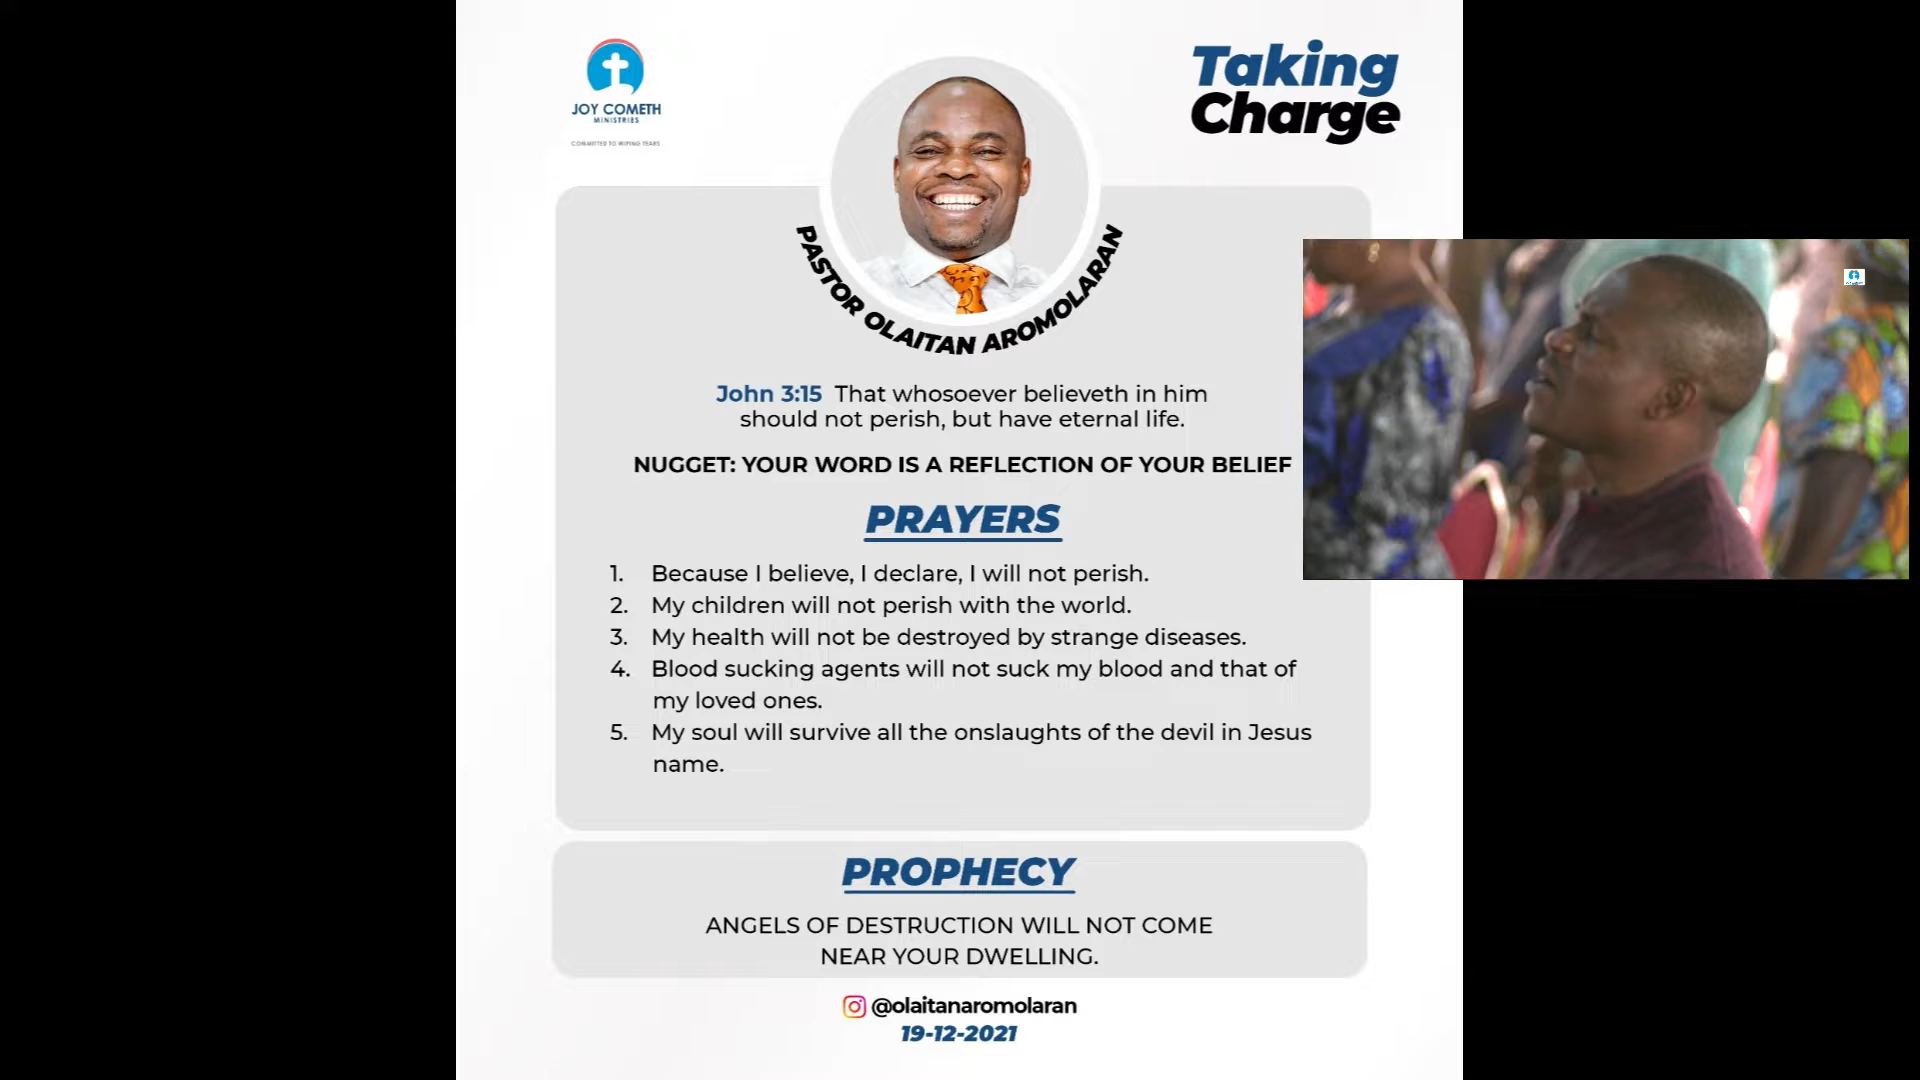 JOY COMETH
MINISTRIES
COMMITTED TO WIPING TEARS
Taking
Charge
PASTOR OLAITAN AROMOLARAN
John 3:15 That whosoever believeth in him
should not perish, but have eternal life.
NUGGET: YOUR WORD IS A REFLECTION OF YOUR BELIEF
PRAYERS
1. Because I believe, I declare, I will not perish.
2. My children will not perish with the world.
3. My health will not be destroyed by strange diseases.
4. Blood sucking agents will not suck my blood and that of
my loved ones.
5. My soul will survive all the onslaughts of the devil in Jesus
name.
PROPHECY
ANGELS OF DESTRUCTION WILL NOT COME
NEAR YOUR DWELLING.
@olaitanaromolaran
19-12-2021